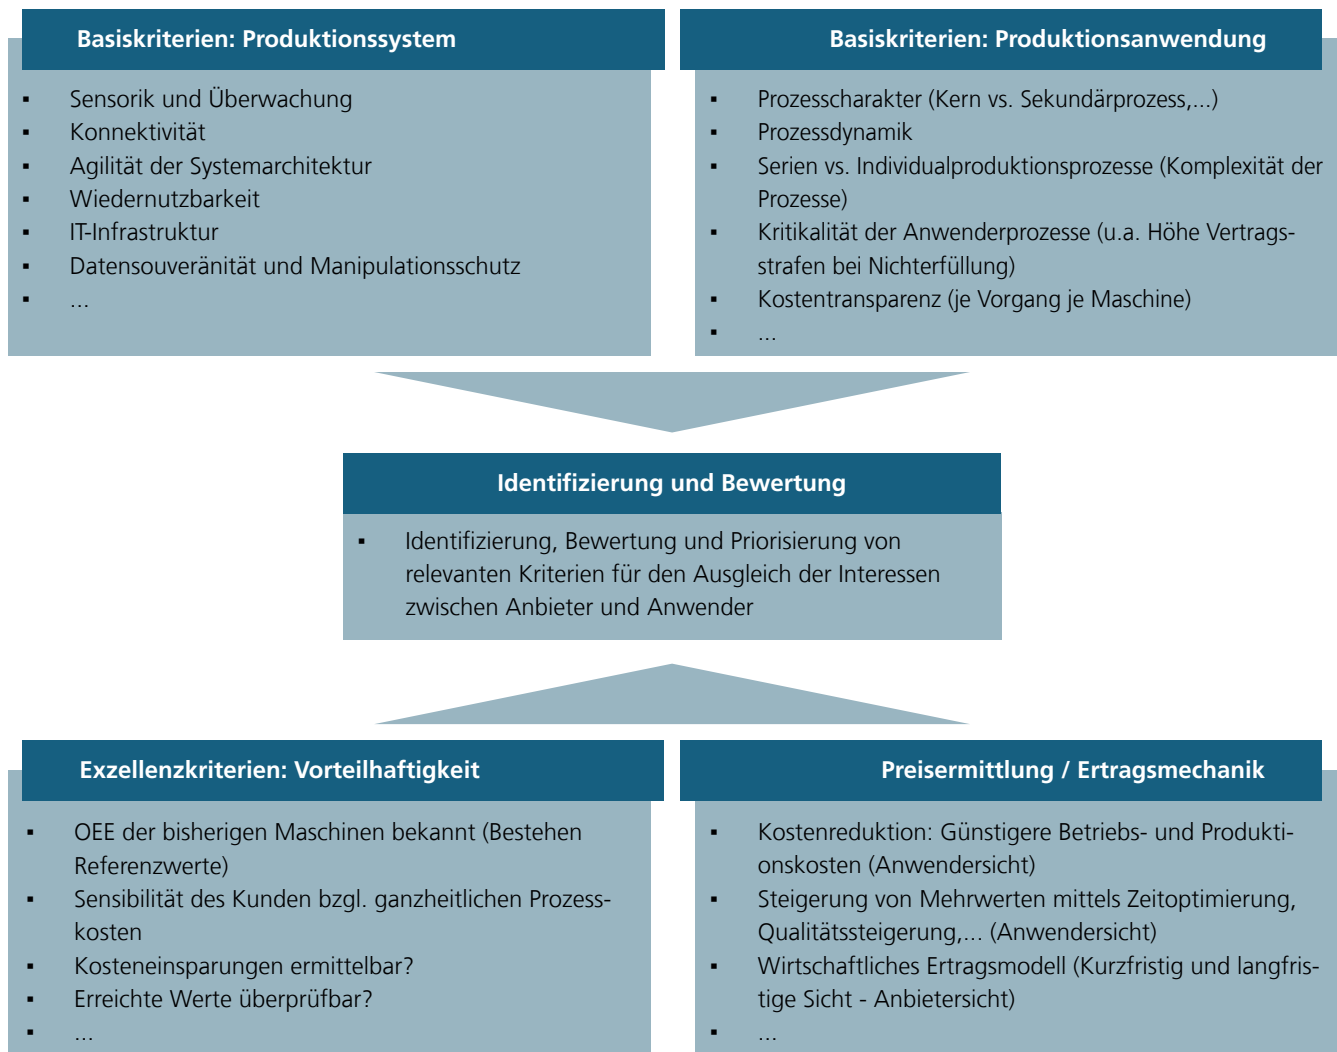 Basiskriterien: Produktionssystem
▪ Sensorik und Überwachung
▪ Konnektivität
▪ Agilität der Systemarchitektur
▪ Wiedernutzbarkeit
▪ IT-Infrastruktur
▪ Datensouveränität und Manipulationsschutz
▪ ...
Basiskriterien: Produktionsanwendung
▪ Prozesscharakter (Kern vs. Sekundärprozess,...)
▪ Prozessdynamik
▪ Serien vs. Individualproduktionsprozesse (Komplexität der
Prozesse)
▪ Kritikalität der Anwenderprozesse (u.a. Höhe Vertrags-
strafen bei Nichterfüllung)
▪ Kostentransparenz (je Vorgang je Maschine)
▪ ...
Identifizierung und Bewertung
▪ Identifizierung, Bewertung und Priorisierung von
relevanten Kriterien für den Ausgleich der Interessen
zwischen Anbieter und Anwender
Exzellenzkriterien: Vorteilhaftigkeit
▪ OEE der bisherigen Maschinen bekannt (Bestehen
Referenzwerte)
▪ Sensibilität des Kunden bzgl. ganzheitlichen Prozess-
kosten
▪ Kosteneinsparungen ermittelbar?
▪ Erreichte Werte überprüfbar?
▪ ...
Preisermittlung / Ertragsmechanik
▪ Kostenreduktion: Günstigere Betriebs- und Produkti-
onskosten (Anwendersicht)
▪ Steigerung von Mehrwerten mittels Zeitoptimierung,
Qualitätssteigerung,... (Anwendersicht)
▪ Wirtschaftliches Ertragsmodell (Kurzfristig und langfris-
tige Sicht - Anbietersicht)
▪ ...